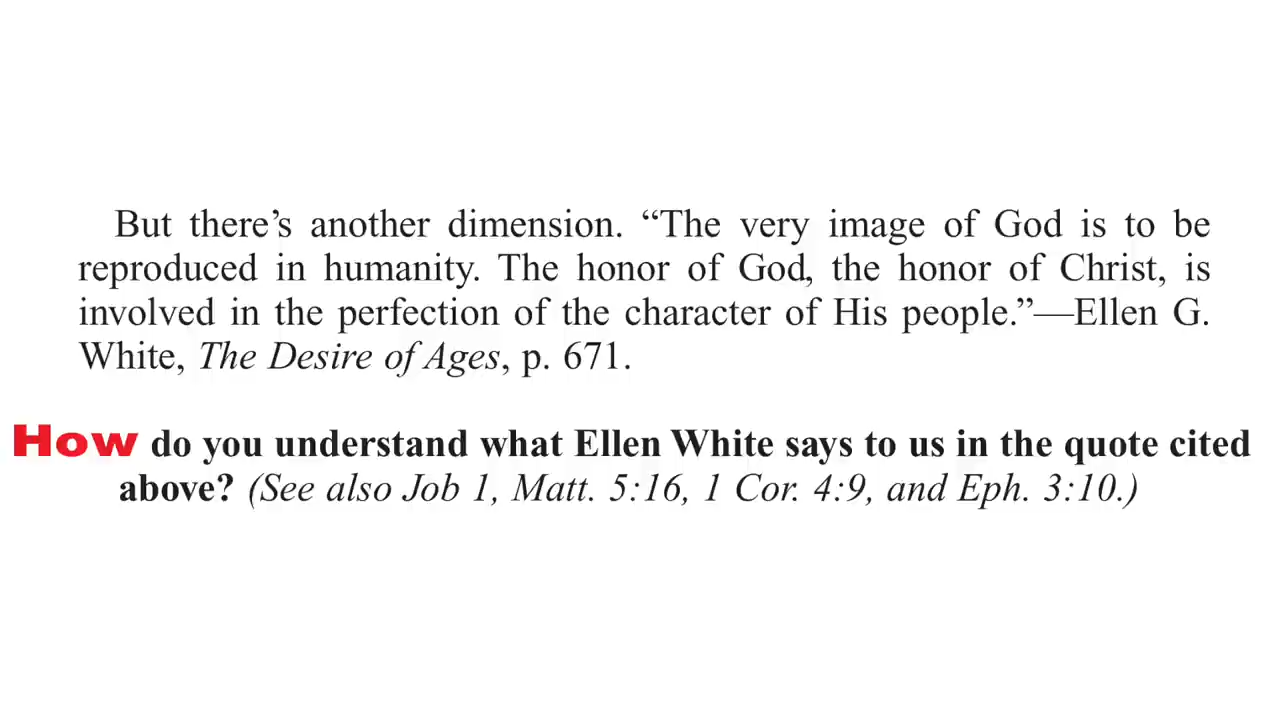 But there’s another dimension. “The very image of God is to be
reproduced in humanity. The honor of God, the honor of Christ, is
involved in the perfection of the character of His people.”—Ellen G.
White, The Desire of Ages, p. 671.
How do you understand what Ellen White says to us in the quote cited
above? (See also Job 1, Matt. 5:16, 1 Cor. 4:9, and Eph. 3:10.)